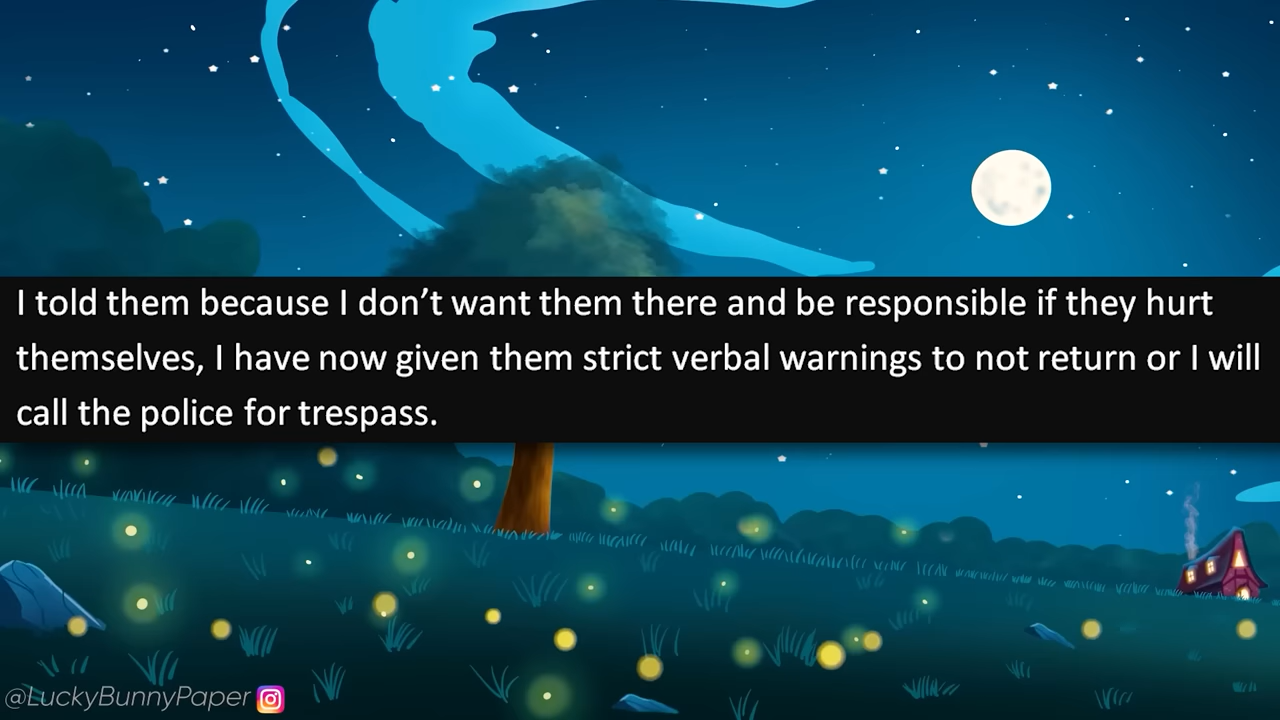 I told them because I don’t want them there and be responsible if they hurt
themselves, I have now given them strict verbal warnings to not return or I will
call the police for trespass.
@LuckyBunnyPaper